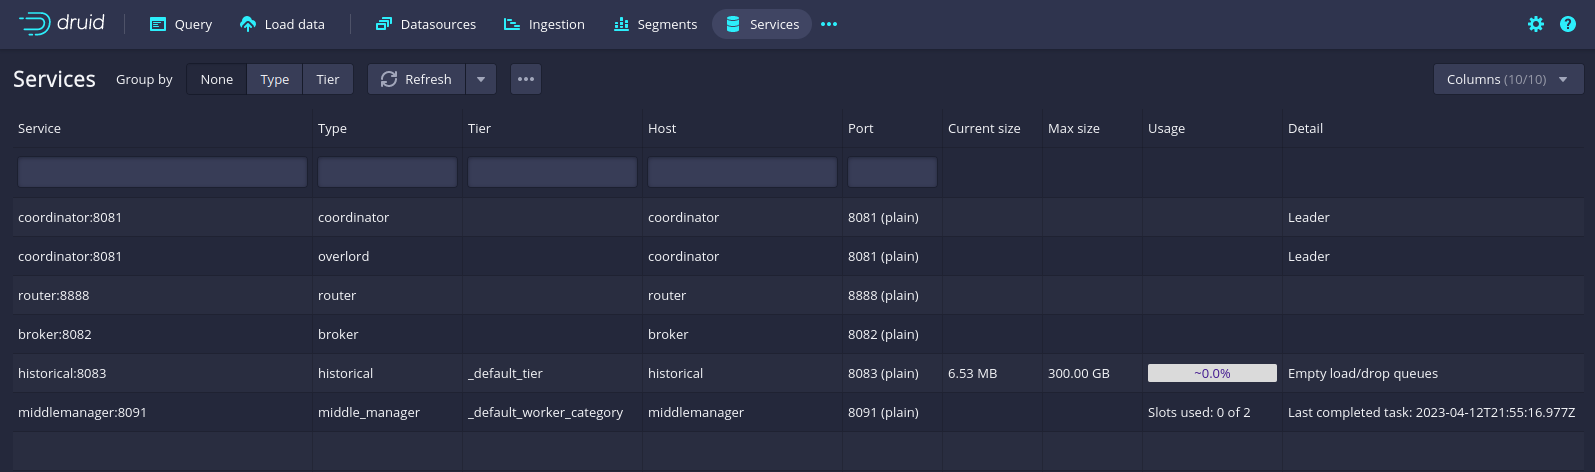 druid Query Load data Datasources Ingestion Segments Services
Services Group by None Type Tier Refresh Columns (10/10)
Service Type Tier Host Port Current size Max size Usage Detail
coordinator:8081 coordinator coordinator 8081 (plain) Leader
coordinator:8081 overlord coordinator 8081 (plain) Leader
router:8888 router router 8888 (plain)
broker:8082 broker broker 8082 (plain)
historical:8083 historical _default_tier historical 8083 (plain) 6.53 MB 300.00 GB ~0.0% Empty load/drop queues
middlemanager:8091 middle_manager _default_worker_category middlemanager 8091 (plain) Slots used: 0 of 2 Last completed task: 2023-04-12T21:55:16.977Z